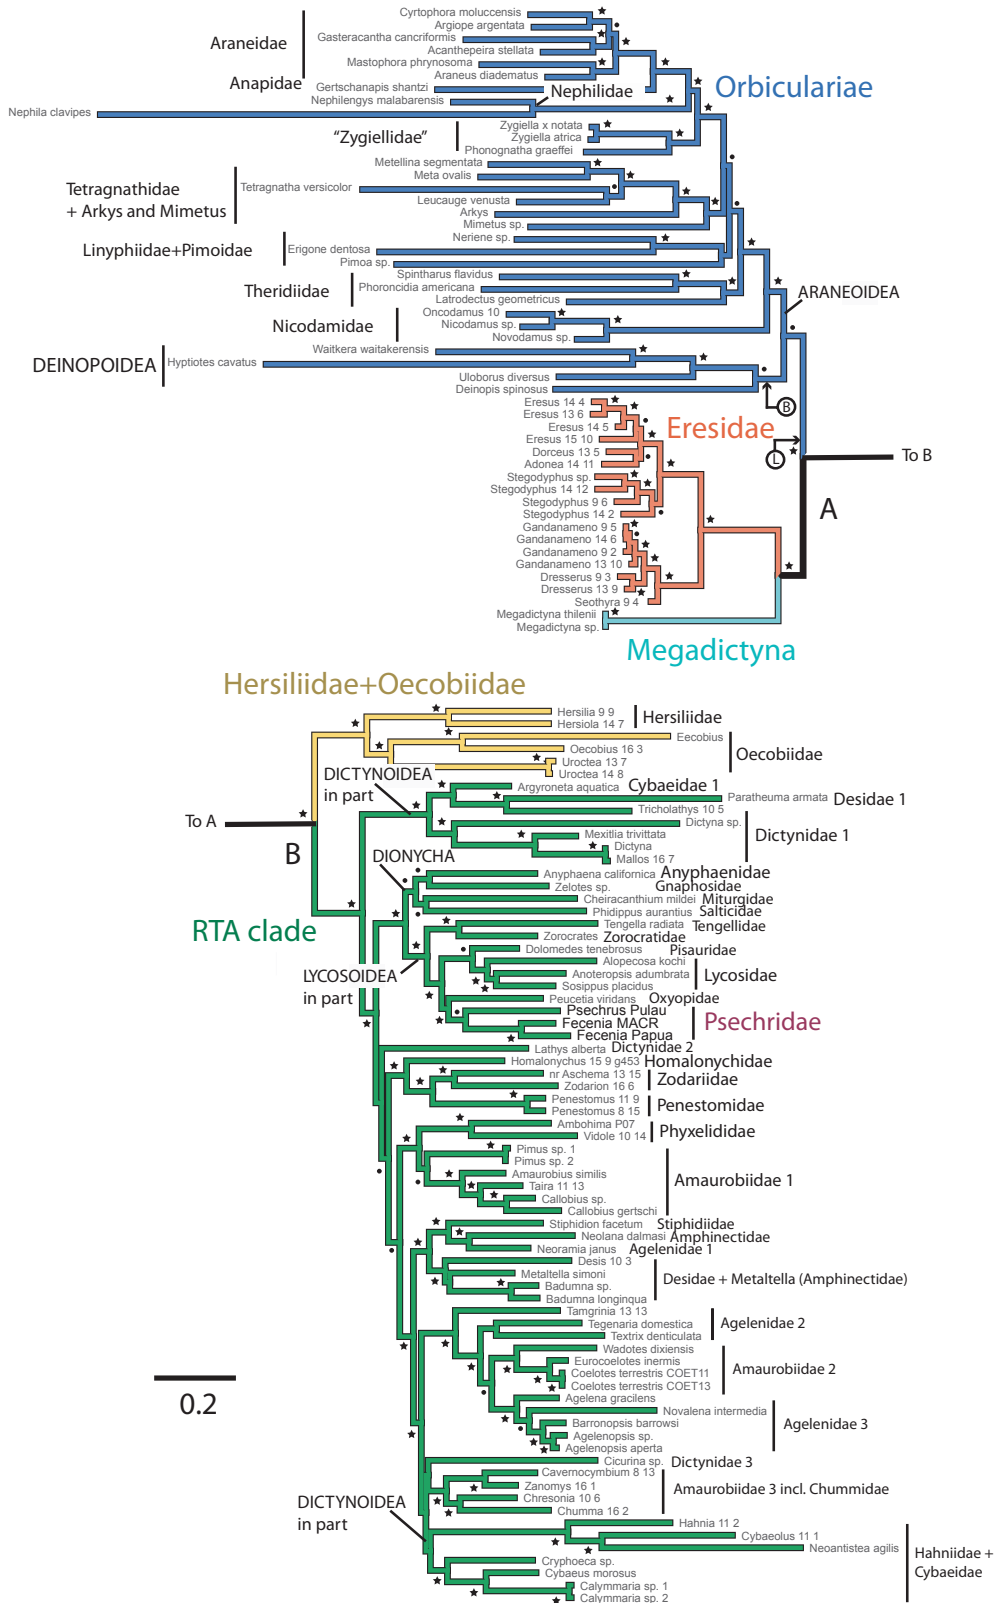 Cyrtophora moluccensis
Argiope argentata
Gasteracantha cancriformis
Araneidae
Acanthepeira stellata
Mastophora phrynosoma
Araneus diadematus
Anapidae
Gertschanapis shantzi
Orbiculariae
Nephilidae
Nephilengys malabarensis
Nephila clavipes
Zygiella x notata
"Zygiellidae"
Zygiella atrica
Phonognatha graeffei
Metellina segmentata
Meta ovalis
Tetragnathidae
+ Arkys and Mimetus
Tetragnatha versicolor
Leucauge venusta
Arkys
Mimetus sp.
Neriene sp.
Linyphiidae+Pimoidae
Erigone dentosa
Pimoa sp.
Spintharus flavidus
Theridiidae
Phoroncidia americana
Latrodectus geometricus
ARANEOIDEA
Oncodamus 10
Nicodamidae
Nicodamus sp.
Novodamus sp.
Waitkera waitakerensis
DEINOPOIDEA
Hyptiotes cavatus
Uloborus diversus
Deinopis spinosus
B
Eresus 14 4
Eresus 13 6
Eresus 14 5
Eresidae
Eresus 15 10
Dorceus 13 5
L
To B
Adonea 14 11
Stegodyphus sp.
Stegodyphus 14 12
Stegodyphus 9 6
A
Stegodyphus 14 2
Gandanameno 9 5
Gandanameno 14 6
Gandanameno 9 2
Gandanameno 13 10
Dresserus 9 3
Dresserus 13 9
Seothyra 9 4
Megadictyna thilenii
Megadictyna sp.
Megadictyna
Hersiliidae+Oecobiidae
Hersilia 9 9
Hersiliidae
Hersiola 14 7
Eecobius
Oecobius 16 3
Oecobiidae
Uroctea 13 7
Uroctea 14 8
DICTYNOIDEA
in part
Argyroneta aquatica
Cybaeidae 1
Paratheuma armata
Desidae 1
Tricholathys 10 5
To A
Dictyna sp.
Mexitlia trivittata
Dictynidae 1
Dictyna
Mallos 16 7
B
DIONYCHA
Anyphaena californica
Anyphaenidae
Zelotes sp.
Gnaphosidae
Cheiracanthium mildei
Miturgidae
Phidippus aurantius
Salticidae
RTA clade
Tengella radiata
Tengellidae
Zorocrates
Zorocratidae
Dolomedes tenebrosus
Pisauridae
Alopecosa kochi
LYCOSOIDEA
in part
Anoteropsis adumbrata
Lycosidae
Sosippus placidus
Peucetia viridans
Oxyopidae
Psechrus Pulau
Fecenia MACR
Psechridae
Fecenia Papua
Lathys alberta
Dictynidae 2
Homalonychus 15 9 g453
Homalonychidae
nr Aschema 13 15
Zodariidae
Zodarion 16 6
Penestomus 11 9
Penestomidae
Penestomus 8 15
Ambohima P07
Phyxelididae
Vidole 10 14
Pimus sp. 1
Pimus sp. 2
Amaurobius similis
Amaurobiidae 1
Taira 11 13
Callobius sp.
Callobius gertschi
Stiphidion facetum
Stiphidiidae
Neolana dalmasi
Amphinectidae
Neoramia janus
Agelenidae 1
Desis 10 3
Metaltella simoni
Desidae + Metaltella (Amphinectidae)
Badumna sp.
Badumna longinqua
Tamgrinia 13 13
Tegenaria domestica
Agelenidae 2
Textrix denticulata
Wadotes dixiensis
Eurocoelotes inermis
Amaurobiidae 2
Coelotes terrestris COET11
Coelotes terrestris COET13
0.2
Agelena gracilens
Novalena intermedia
Barronopsis barrowsi
Agelenidae 3
Agelenopsis sp.
Agelenopsis aperta
Cicurina sp.
Dictynidae 3
Cavernocymbium 8 13
Zanomys 16 1
Amaurobiidae 3 incl. Chummidae
Chresonia 10 6
Chumma 16 2
DICTYNOIDEA
in part
Hahnia 11 2
Cybaeolus 11 1
Neoantistea agilis
Hahniidae +
Cybaeidae
Cryphoeca sp.
Cybaeus morosus
Calymmaria sp. 1
Calymmaria sp. 2